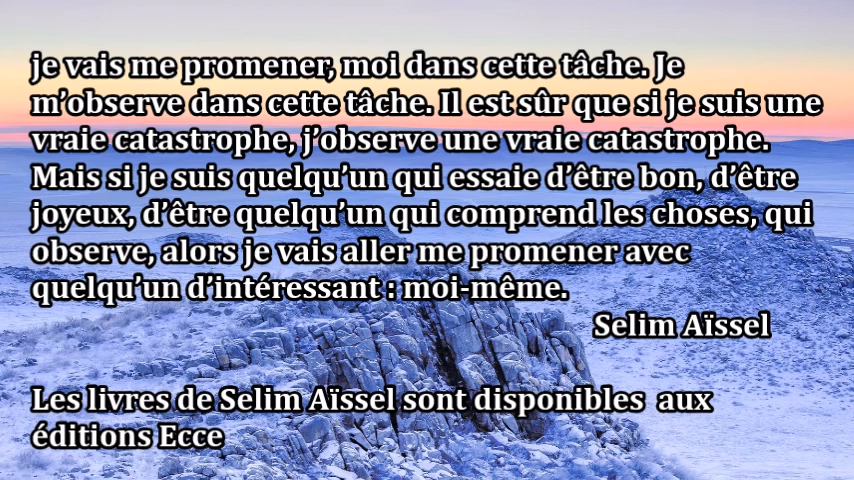 je vais me promener, moi dans cette tâche. Je
m'observe dans cette tâche. Il est sûr que si je suis une
vraie catastrophe, j'observe une vraie catastrophe.
Mais si je suis quelqu'un qui essaie d'être bon, d'être
joyeux, d'être quelqu'un qui comprend les choses, qui
observe, alors je vais aller me promener avec
quelqu'un d'intéressant : moi-même.
Selim Aïssel
Les livres de Selim Aïssel sont disponibles  aux
éditions Ecce